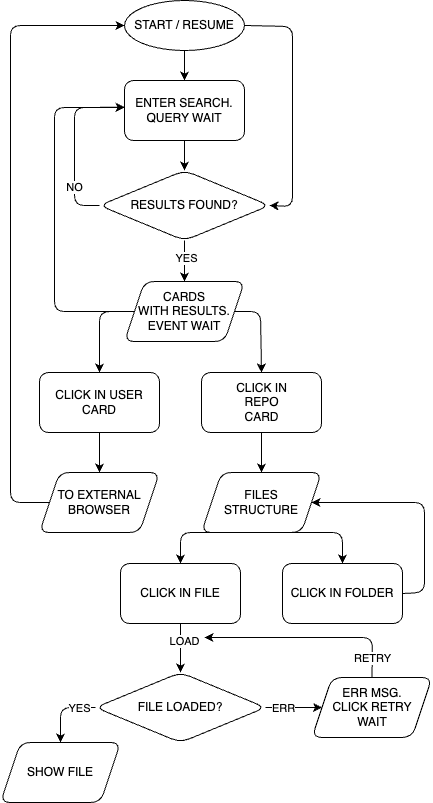 START / RESUME
ENTER SEARCH.
QUERY WAIT
NO
RESULTS FOUND?
YES
CARDS
WITH RESULTS.
EVENT WAIT
CLICK IN USER
CARD
CLICK IN
REPO
CARD
TO EXTERNAL
BROWSER
FILES
STRUCTURE
CLICK IN FILE
CLICK IN FOLDER
LOAD
RETRY
YES
FILE LOADED?
ERR
ERR MSG.
CLICK RETRY
WAIT
SHOW FILE